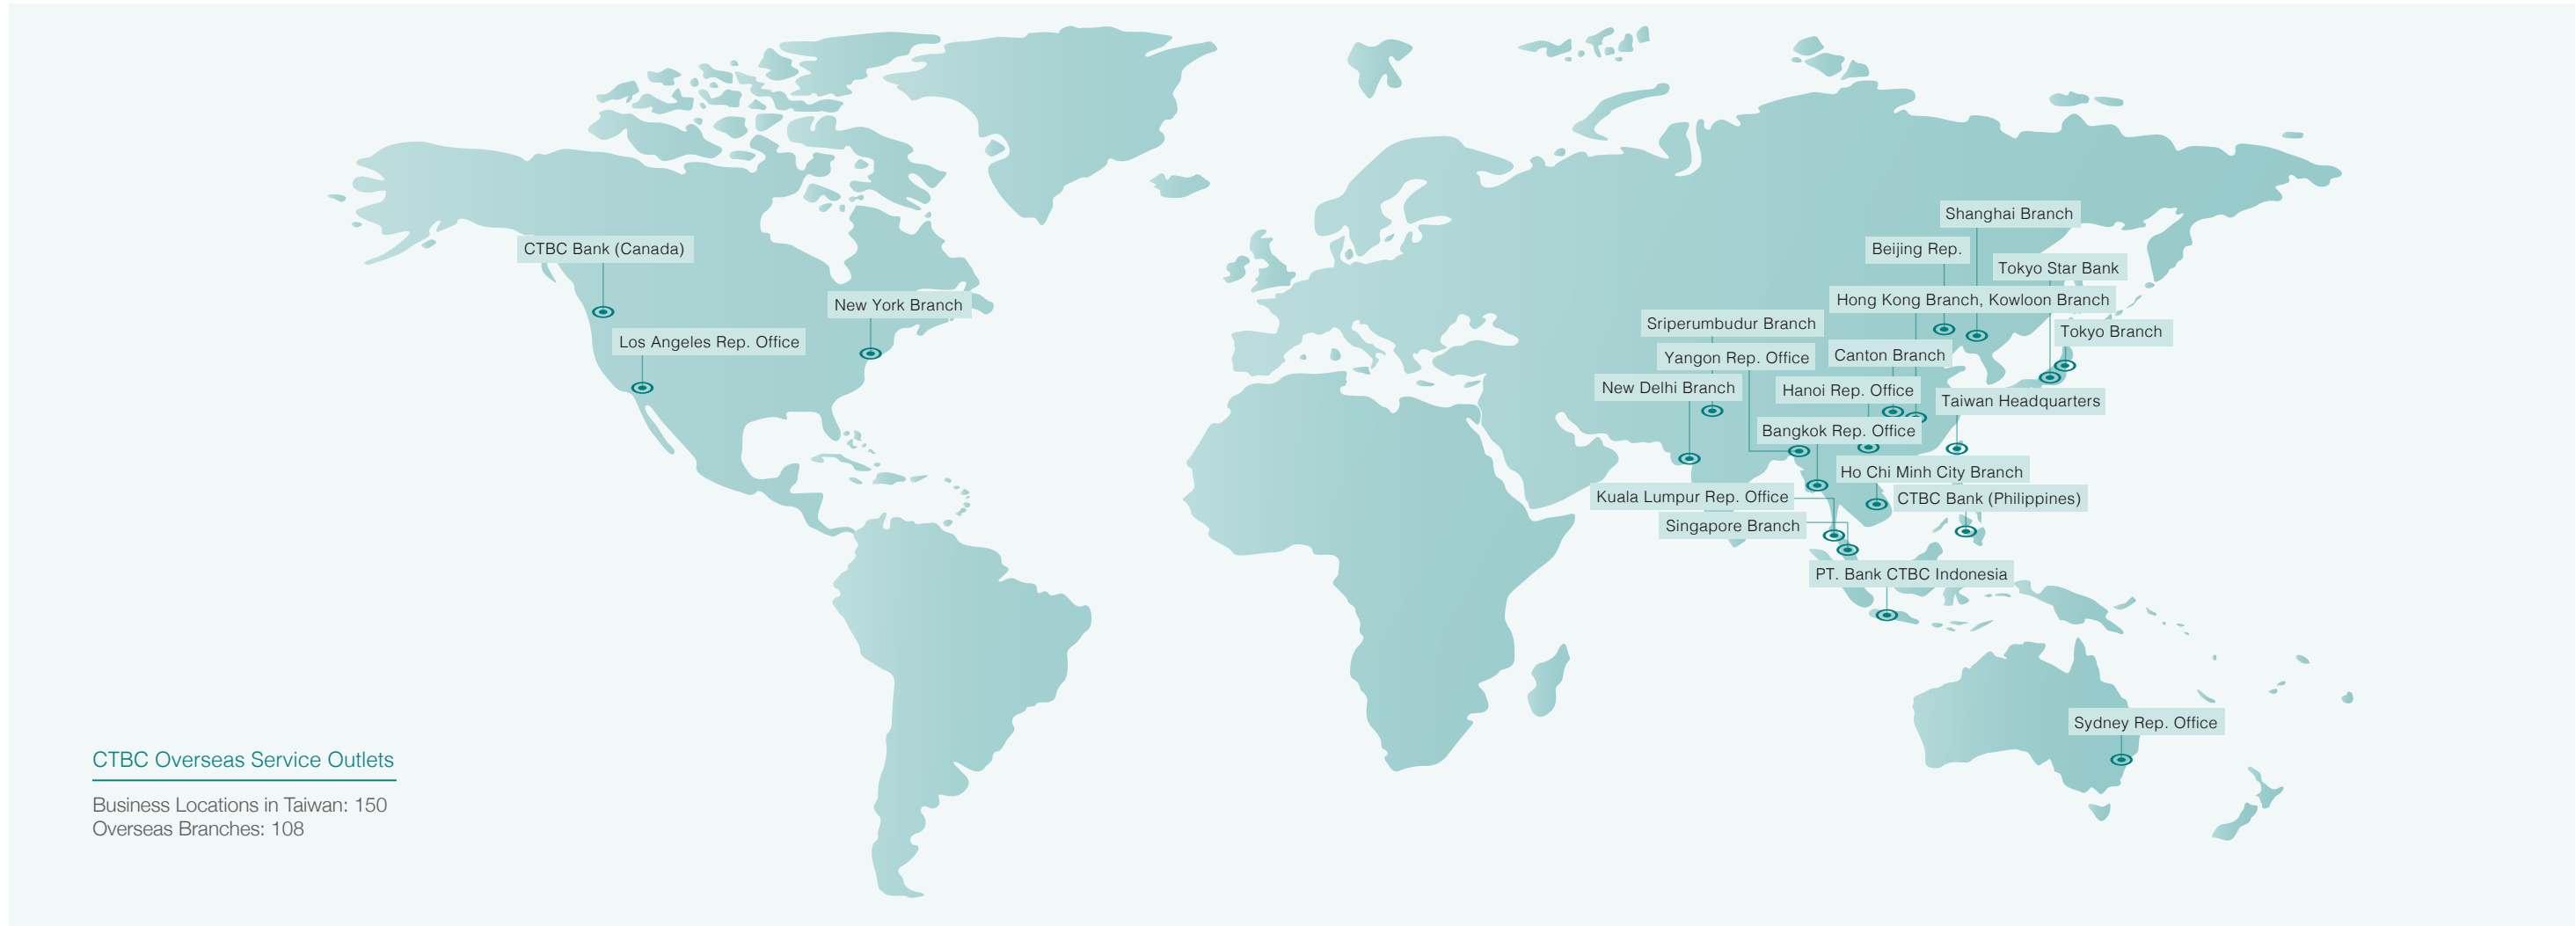 Shanghai Branch
CTBC Bank (Canada)
Beijing Rep.
Tokyo Star Bank
New York Branch
Hong Kong Branch, Kowloon Branch
Sriperumbudur Branch
Tokyo Branch
Los Angeles Rep. Office
Yangon Rep. Office
Canton Branch
New Delhi Branch
Hanoi Rep. Office
Taiwan Headquarters
Bangkok Rep. Office
Ho Chi Minh City Branch
Kuala Lumpur Rep. Office
CTBC Bank (Philippines)
Singapore Branch
PT. Bank CTBC Indonesia
Sydney Rep. Office
CTBC Overseas Service Outlets
Business Locations in Taiwan: 150
Overseas Branches: 108